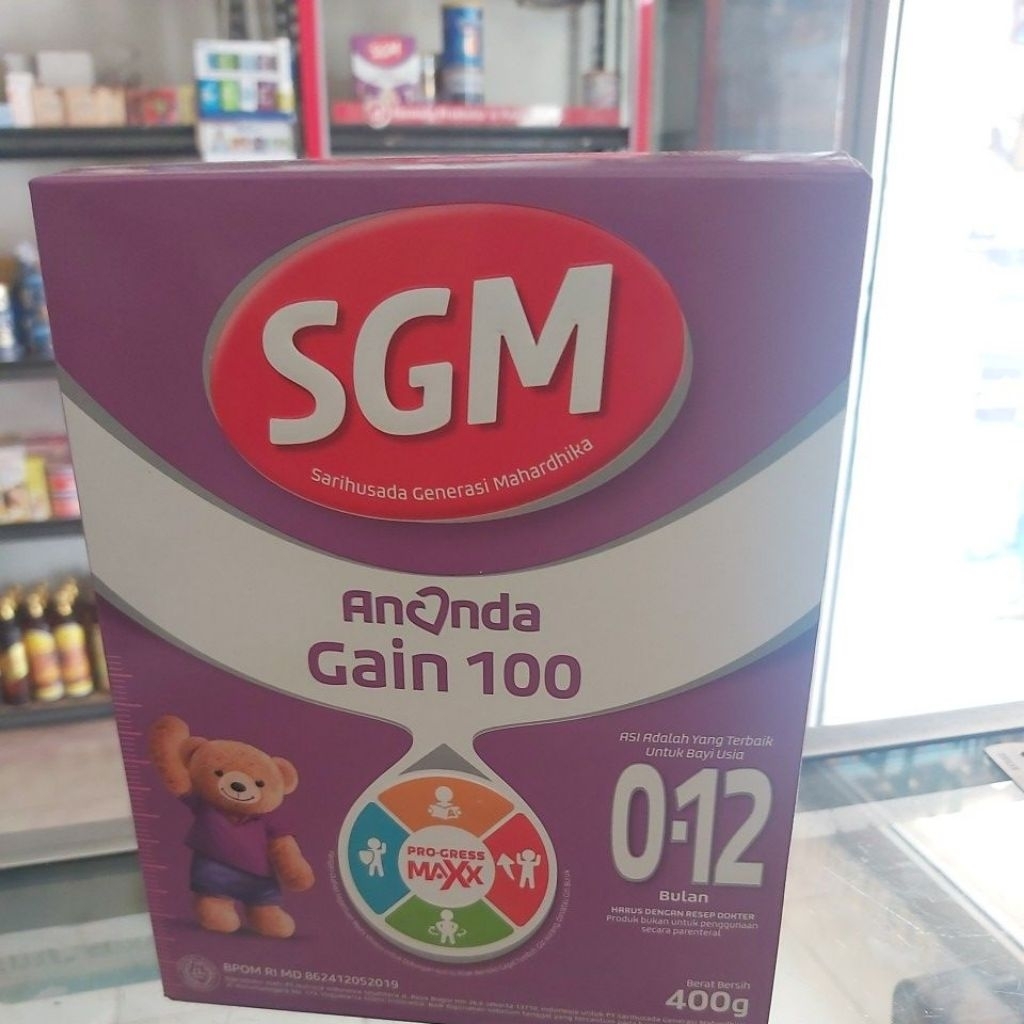 SGM
SGM
Sarihusada Generasi Mahardhika
Ananda
Gain 100
ASI Adalah Yang Terbaik
Untuk Bayi Usia
0-12
Bulan
HARUS DENGAN RESEP DOKTER
Produk bukan untuk penggunaan
secara parenteral
PRO-GRESS
MAXX
BPOM RI MD 862412052019
Berat Bersih
400g